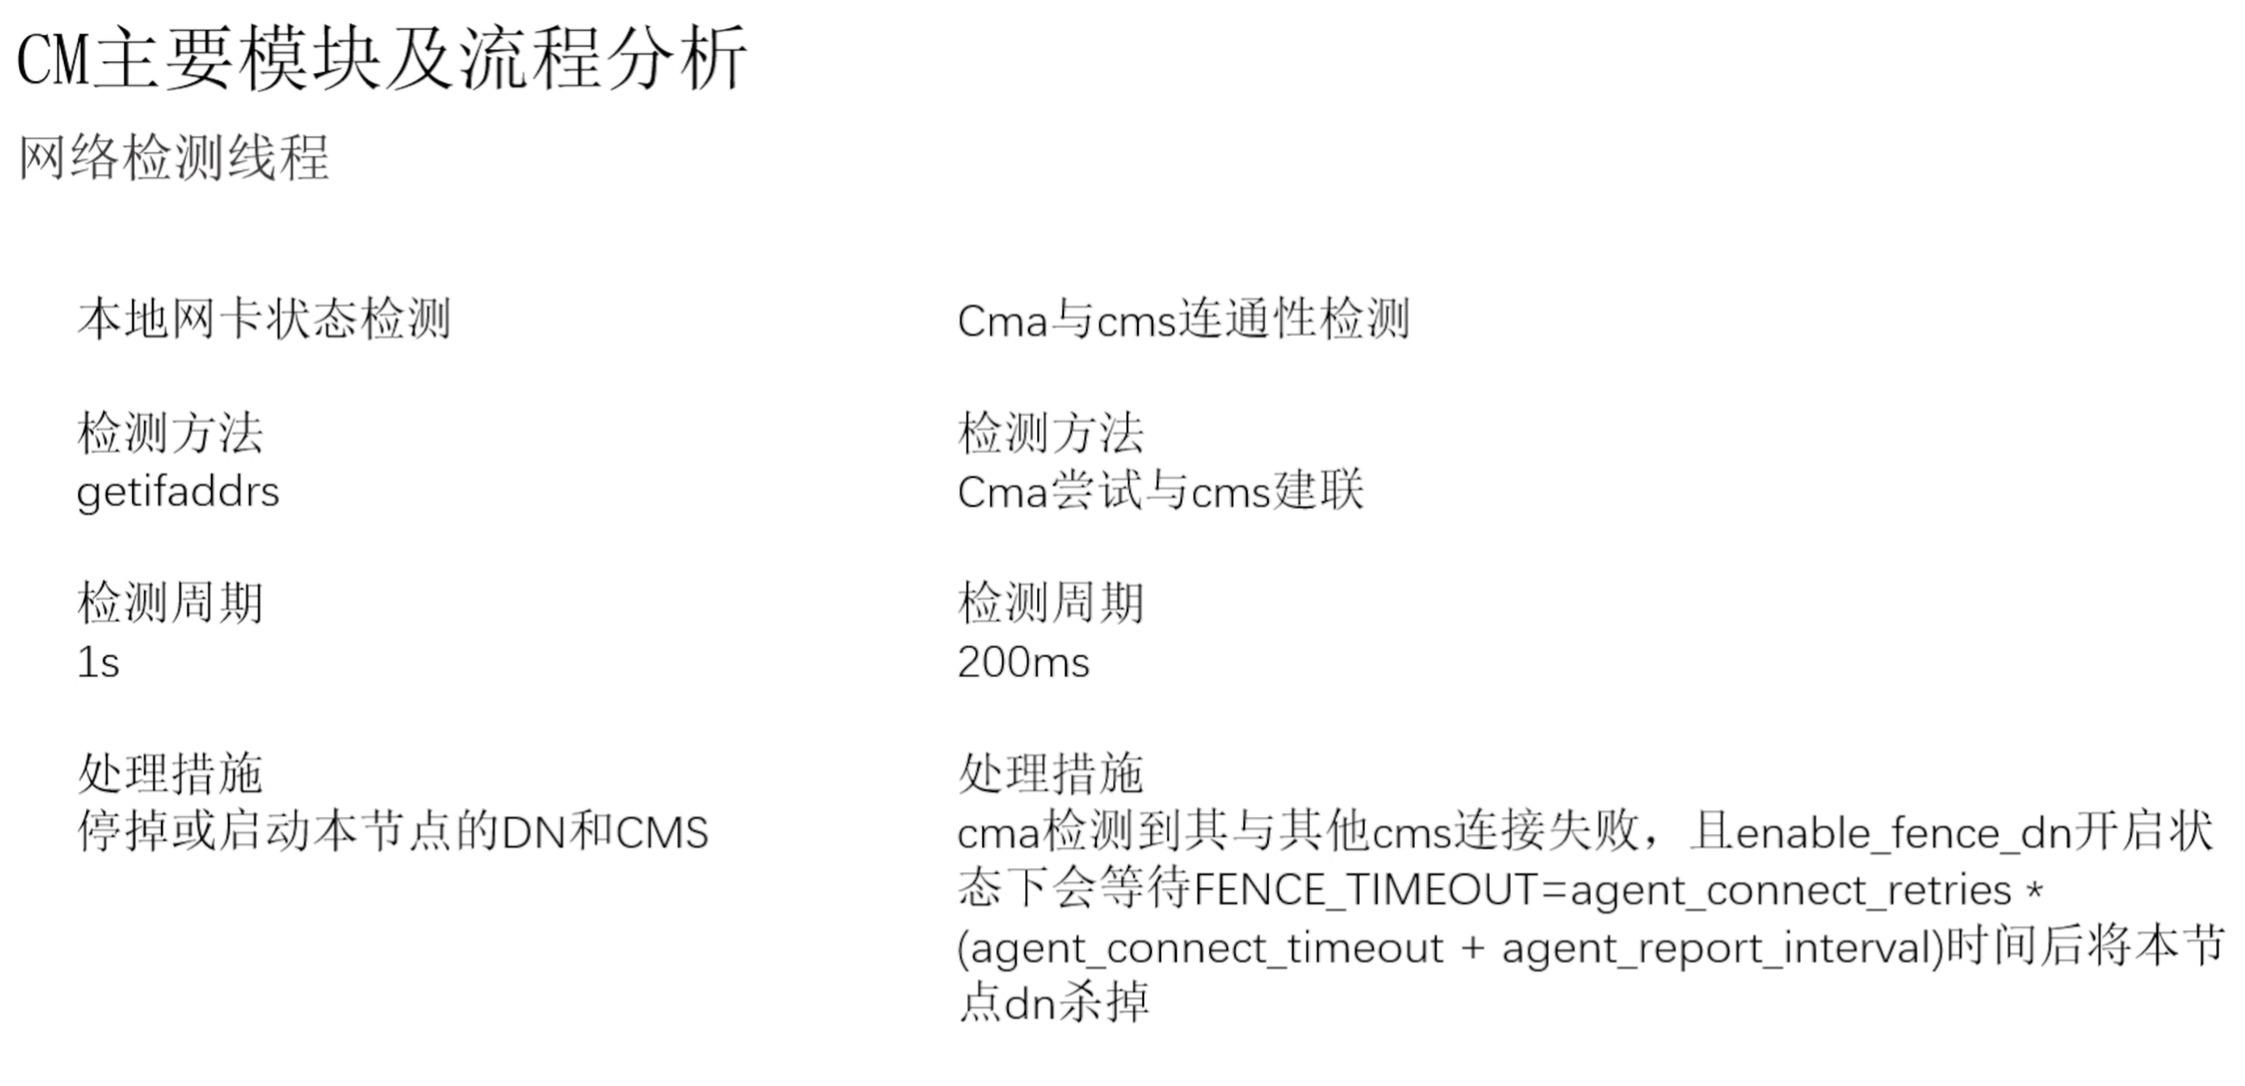 CM主要模块及流程分析
网络检测线程
本地网卡状态检测
检测方法
getifaddrs
检测周期
1s
处理措施
停掉或启动本节点的DN和CMS
Cma与cms连通性检测
检测方法
Cma尝试与cms建联
检测周期
200ms
处理措施
cma检测到其与其他cms连接失败，且enable_fence_dn开启状
态下会等待FENCE_TIMEOUT=agent_connect_retries *
(agent_connect_timeout + agent_report_interval)时间后将本节
点dn杀掉